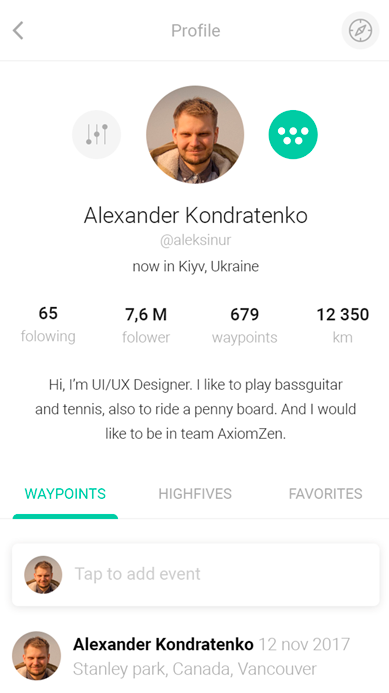 Profile
Alexander Kondratenko
@aleksinur
now in Kiyv, Ukraine
65 7,6 M 679 12 350
folowing folower waypoints km
Hi, I'm UI/UX Designer. I like to play bassguitar
and tennis, also to ride a penny board. And I would
like to be in team AxiomZen.
WAYPOINTS HIGHFIVES FAVORITES
Tap to add event
Alexander Kondratenko 12 nov 2017
Stanley park, Canada, Vancouver